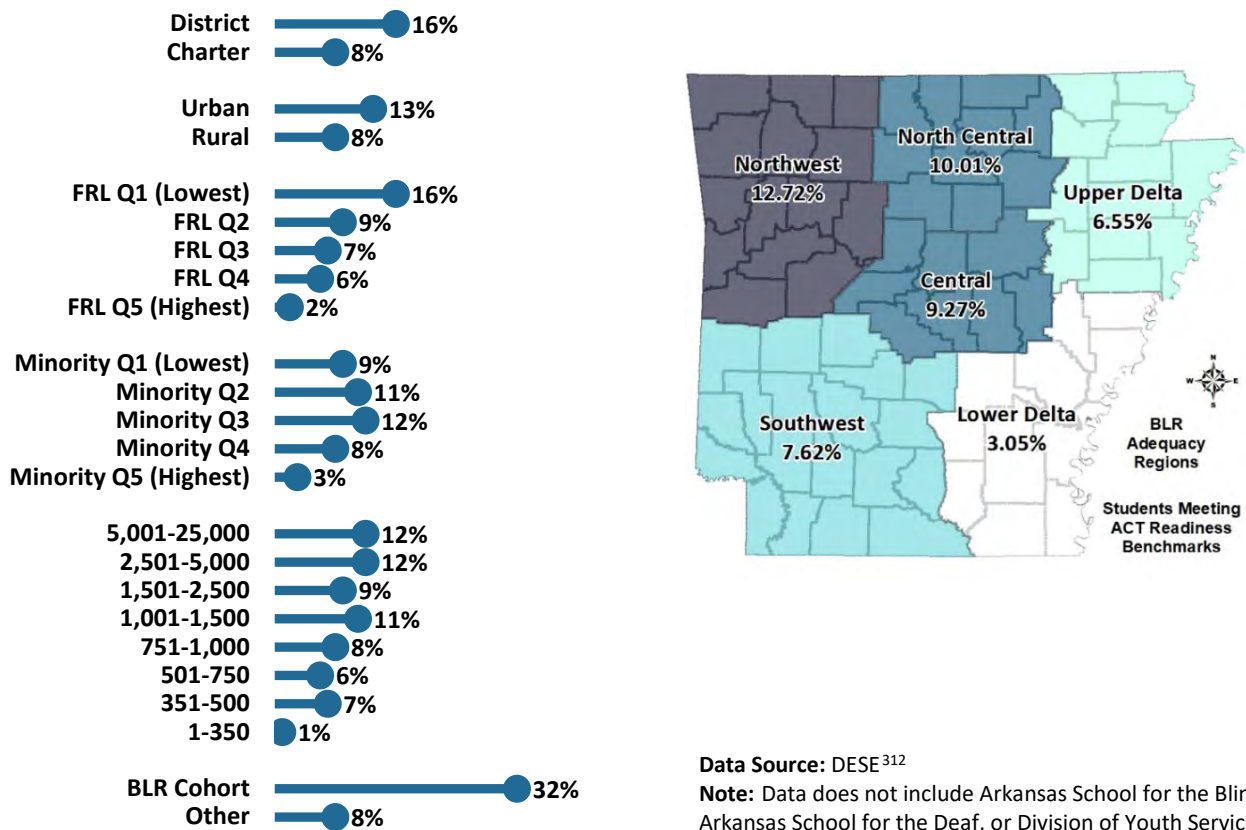 District 16%
Charter 8%
Urban 13%
Rural 8%
FRL Q1 (Lowest) 16%
FRL Q2 9%
FRL Q3 7%
FRL Q4 6%
FRL Q5 (Highest) 2%
Minority Q1 (Lowest) 9%
Minority Q2 11%
Minority Q3 12%
Minority Q4 8%
Minority Q5 (Highest) 3%
5,001-25,000 12%
2,501-5,000 12%
1,501-2,500 9%
1,001-1,500 11%
751-1,000 8%
501-750 6%
351-500 7%
1-350 1%
BLR Cohort 32%
Other 8%
Northwest
12.72%
North Central
10.01%
Upper Delta
6.55%
Central
9.27%
Southwest
7.62%
Lower Delta
3.05%
N
W E
S
BLR
Adequacy
Regions
Students Meeting
ACT Readiness
Benchmarks
Data Source: DESE312
Note: Data does not include Arkansas School for the Blin
Arkansas School for the Deaf, or Division of Youth Servic